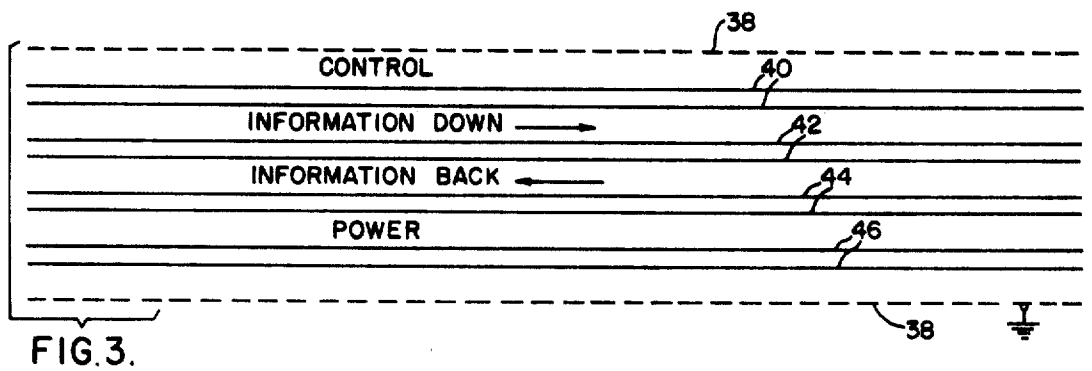 38
CONTROL
40
INFORMATION DOWN
42
INFORMATION BACK
44
POWER
46
38
FIG.3.